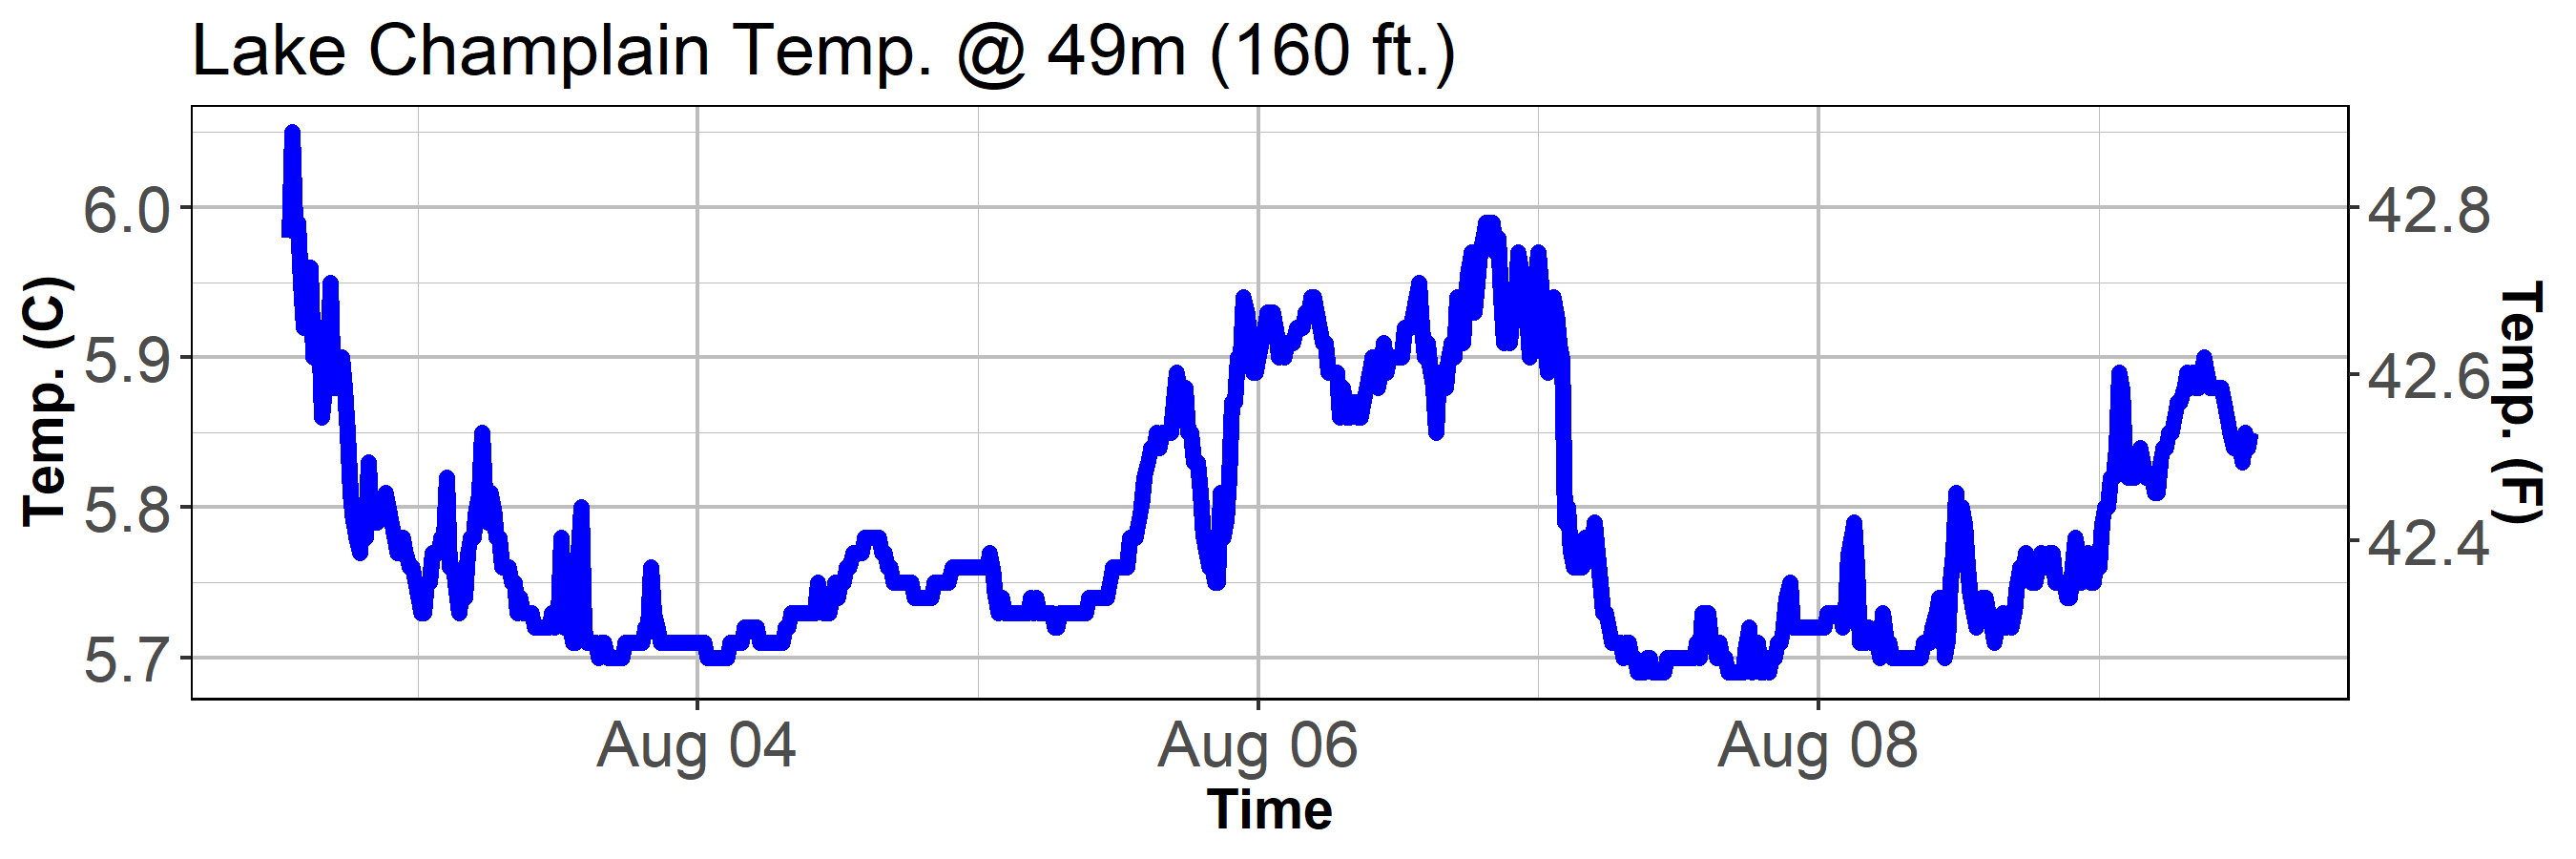 Lake Champlain Temp. @ 49m (160 ft.)
6.0
5.9
5.8
5.7
Temp. (C)
42.8
42.6
42.4
Temp. (F)
Aug 04 Aug 06 Aug 08
Time